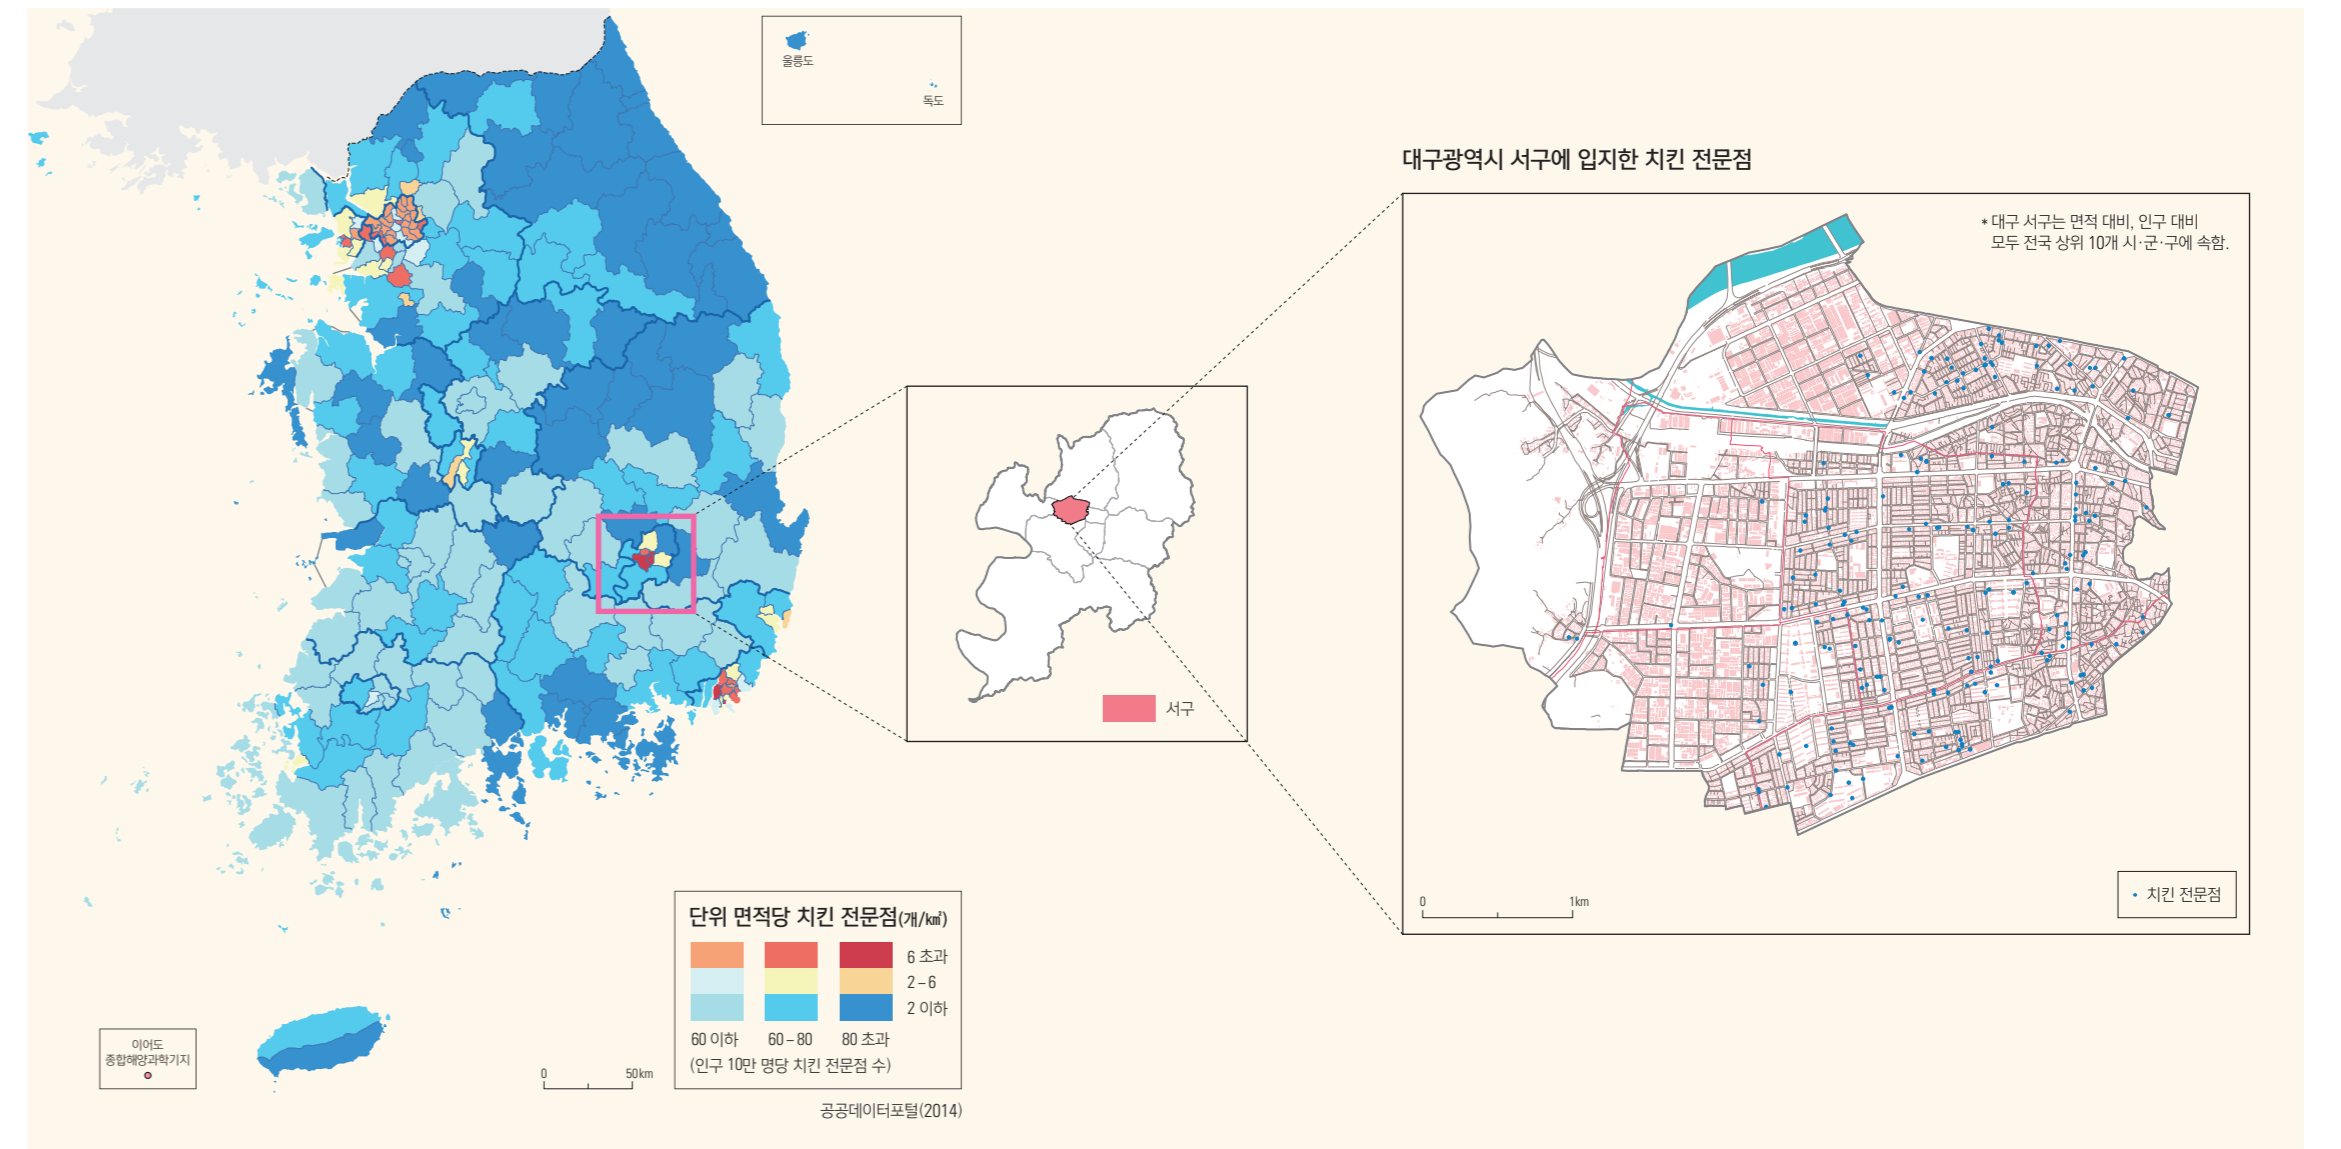 울릉도
독도
대구광역시 서구에 입지한 치킨 전문점
* 대구 서구는 면적 대비, 인구 대비
모두 전국 상위 10개 시·군·구에 속함.
서구
0 1km
치킨 전문점
단위 면적당 치킨 전문점(개/㎢)
6 초과
2 – 6
2 이하
60 이하 60 – 80 80 초과
(인구 10만 명당 치킨 전문점 수)
이어도
종합해양과학기지
0 50km
공공데이터포털(2014)